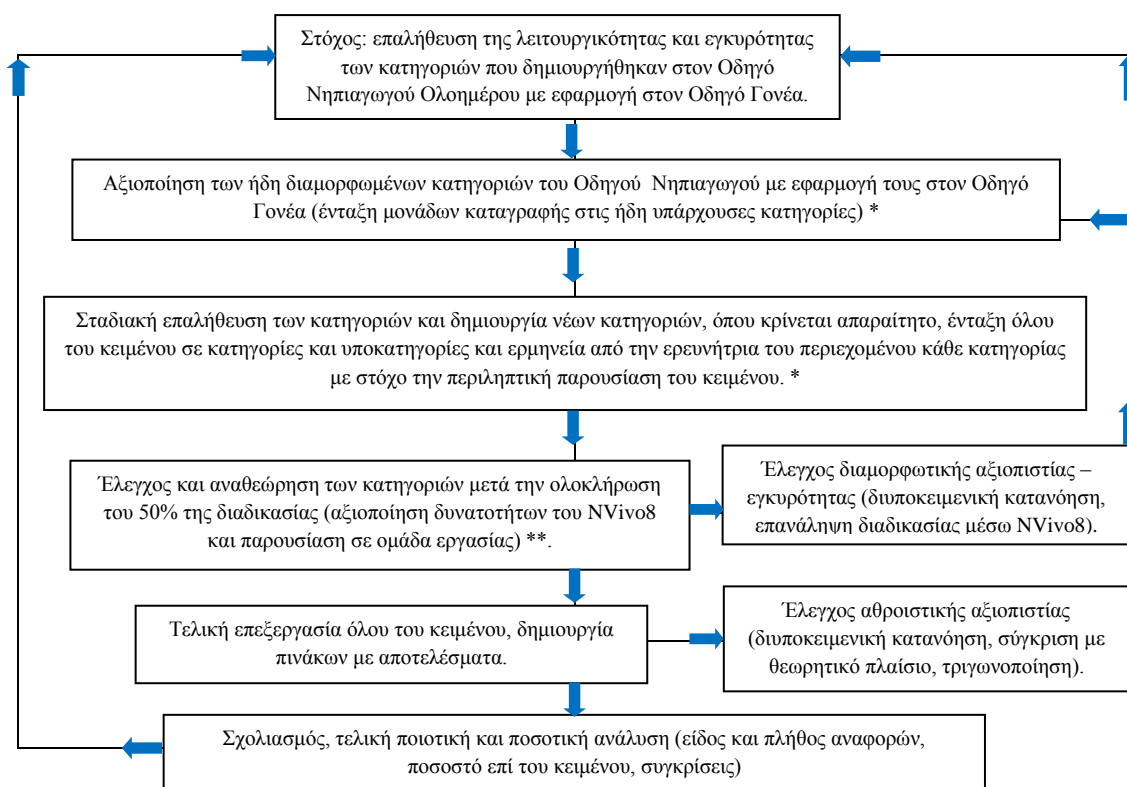 Στόχος: επαλήθευση της λειτουργικότητας και εγκυρότητας
των κατηγοριών που δημιουργήθηκαν στον Οδηγό
Νηπιαγωγού Ολοημέρου με εφαρμογή στον Οδηγό Γονέα.
Αξιοποίηση των ήδη διαμορφωμένων κατηγοριών του Οδηγού Νηπιαγωγού με εφαρμογή τους στον Οδηγό
Γονέα (ένταξη μονάδων καταγραφής στις ήδη υπάρχουσες κατηγορίες) *
Σταδιακή επαλήθευση των κατηγοριών και δημιουργία νέων κατηγοριών, όπου κρίνεται απαραίτητο, ένταξη όλου
του κειμένου σε κατηγορίες και υποκατηγορίες και ερμηνεία από την ερευνήτρια του περιεχομένου κάθε κατηγορίας
με στόχο την περιληπτική παρουσίαση του κειμένου. *
Έλεγχος και αναθεώρηση των κατηγοριών μετά την ολοκλήρωση
του 50% της διαδικασίας (αξιοποίηση δυνατοτήτων του NVivo8
και παρουσίαση σε ομάδα εργασίας) **.
Έλεγχος διαμορφωτικής αξιοπιστίας –
εγκυρότητας (διυποκειμενική κατανόηση,
επανάληψη διαδικασίας μέσω NVivo8).
Τελική επεξεργασία όλου του κειμένου, δημιουργία
πινάκων με αποτελέσματα.
Έλεγχος αθροιστικής αξιοπιστίας
(διυποκειμενική κατανόηση, σύγκριση με
θεωρητικό πλαίσιο, τριγωνοποίηση).
Σχολιασμός, τελική ποιοτική και ποσοτική ανάλυση (είδος και πλήθος αναφορών,
ποσοστό επί του κειμένου, συγκρίσεις)